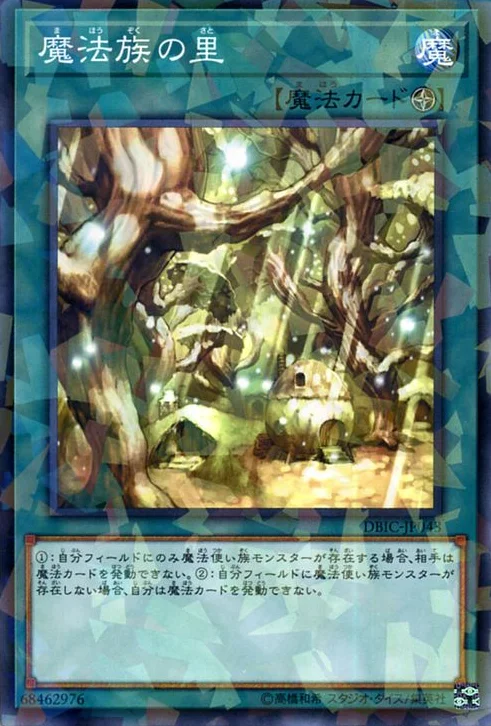 魔法族の里
魔
【魔法カード】
DBIC-JP048
①:自分フィールドにのみ魔法使い族モンスターが存在する場合、相手は
魔法カードを発動できない。②:自分フィールドに魔法使い族モンスターが
存在しない場合、自分は魔法カードを発動できない。
68462976
©高橋和希 スタジオ・ダイス/集英社